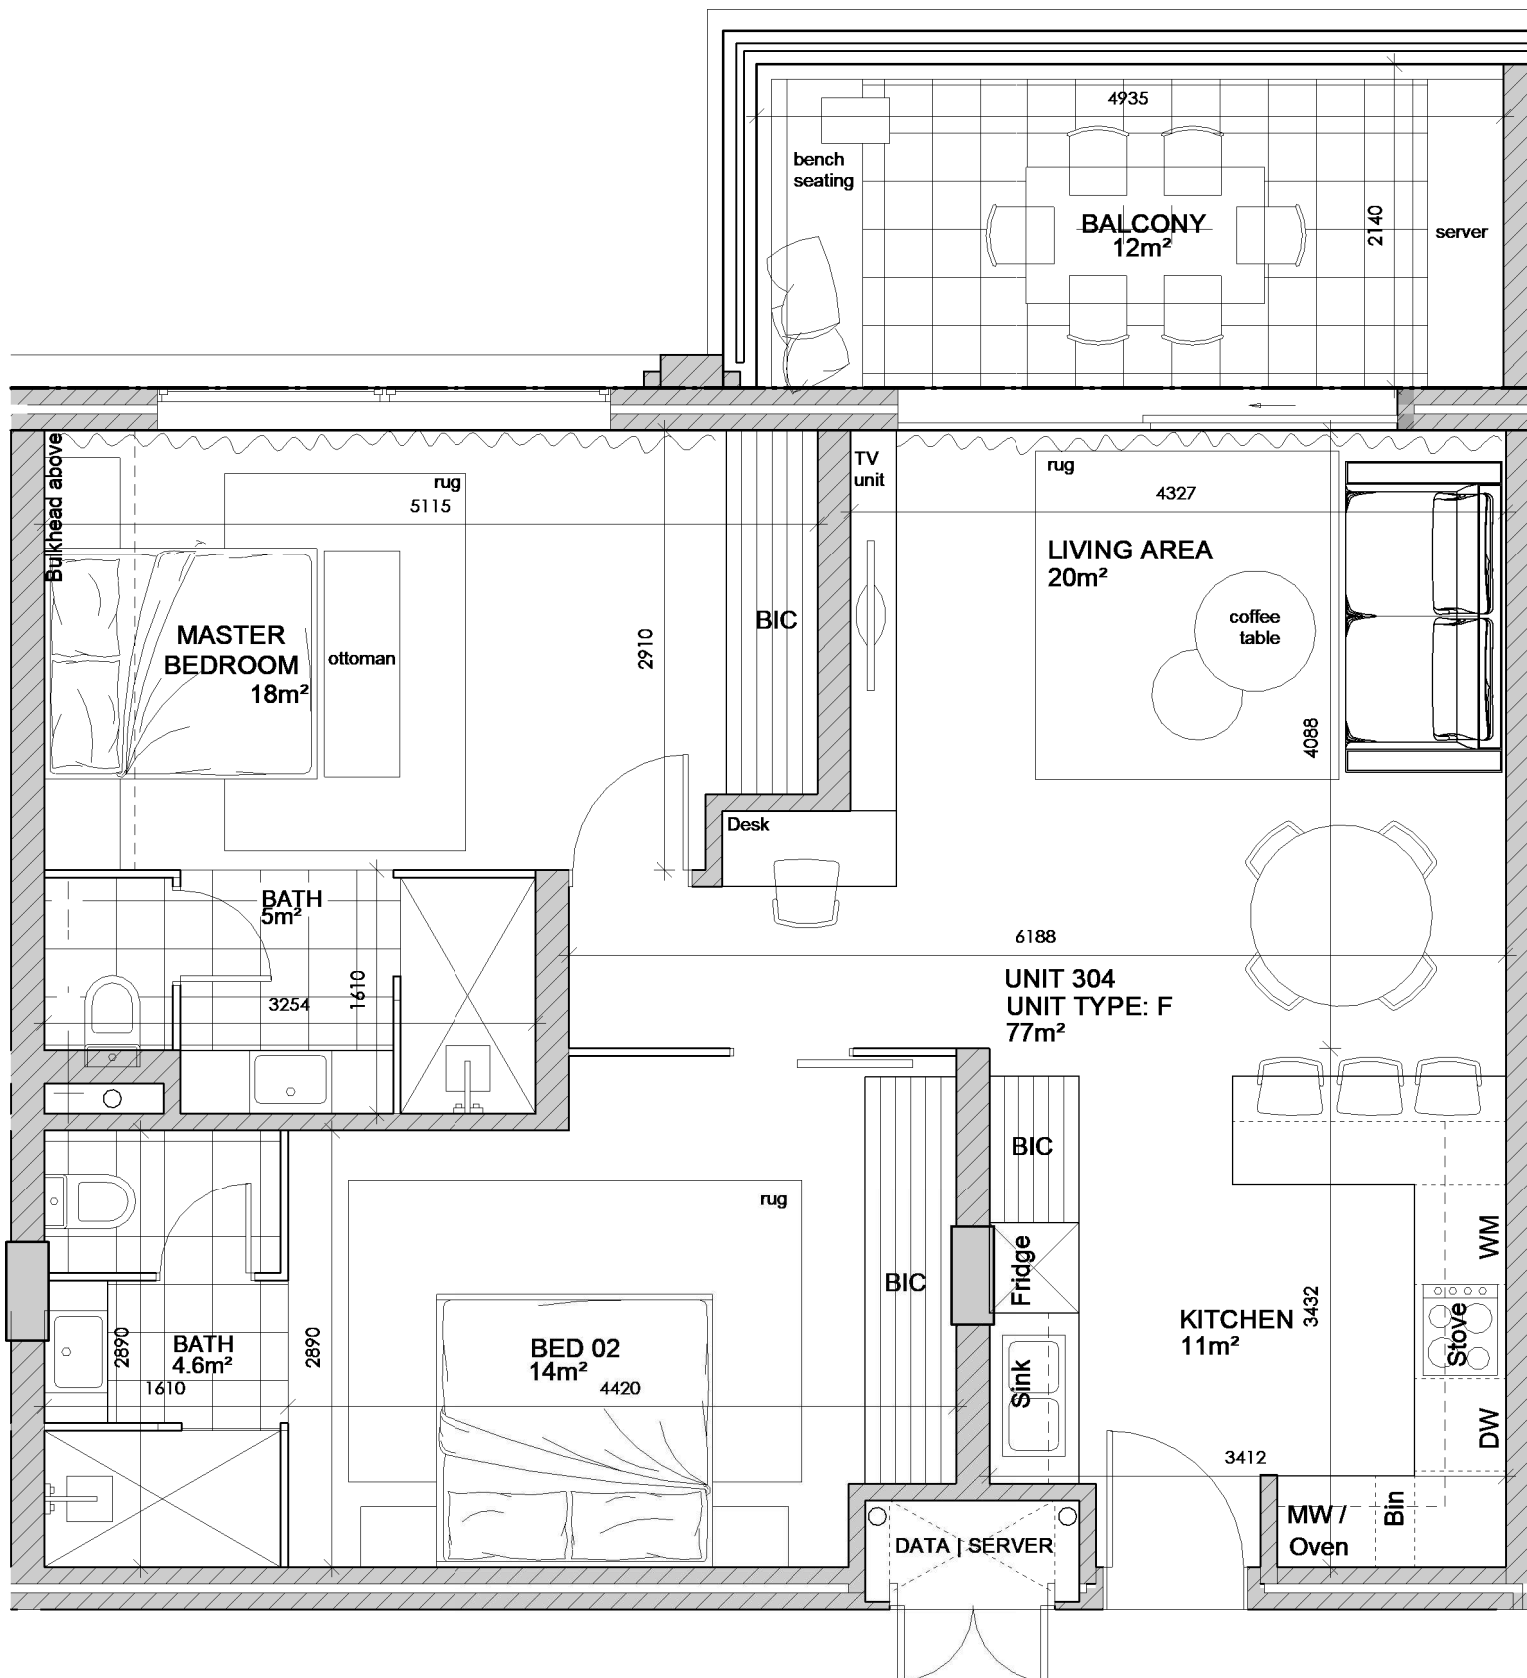 4935
bench
seating
BALCONY
12m²
2140
server
Bulkhead above
rug
5115
MASTER
BEDROOM
18m²
ottoman
2910
BIC
TV
unit
rug
4327
LIVING AREA
20m²
coffee
table
4088
Desk
BATH
5m²
3254
1610
6188
UNIT 304
UNIT TYPE: F
77m²
rug
BIC
BIC
Fridge
Sink
WM
KITCHEN
11m²
3432
Stove
DW
BATH
4.6m²
2890
1610
2890
BED 02
14m²
4420
3412
MW /
Oven
Bin
DATA | SERVER